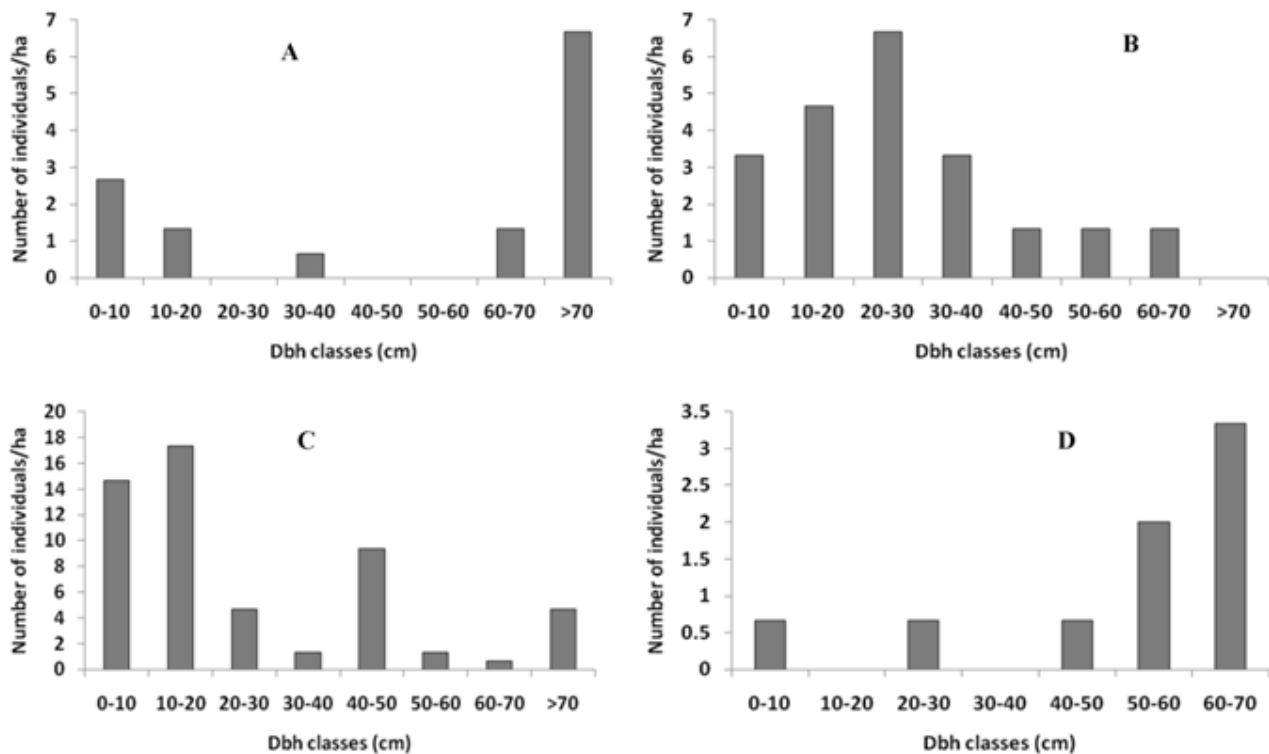 Number of individuals/ha
7
6
5
4
3
2
1
0
A
0-10 10-20 20-30 30-40 40-50 50-60 60-70 >70
Dbh classes (cm)
Number of individuals/ha
7
6
5
4
3
2
1
0
B
0-10 10-20 20-30 30-40 40-50 50-60 60-70 >70
Dbh classes (cm)
Number of individuals/ha
20
18
16
14
12
10
8
6
4
2
0
C
0-10 10-20 20-30 30-40 40-50 50-60 60-70 >70
Dbh classes (cm)
Number of individuals/ha
3.5
3
2.5
2
1.5
1
0.5
0
D
0-10 10-20 20-30 30-40 40-50 50-60 60-70
Dbh classes (cm)